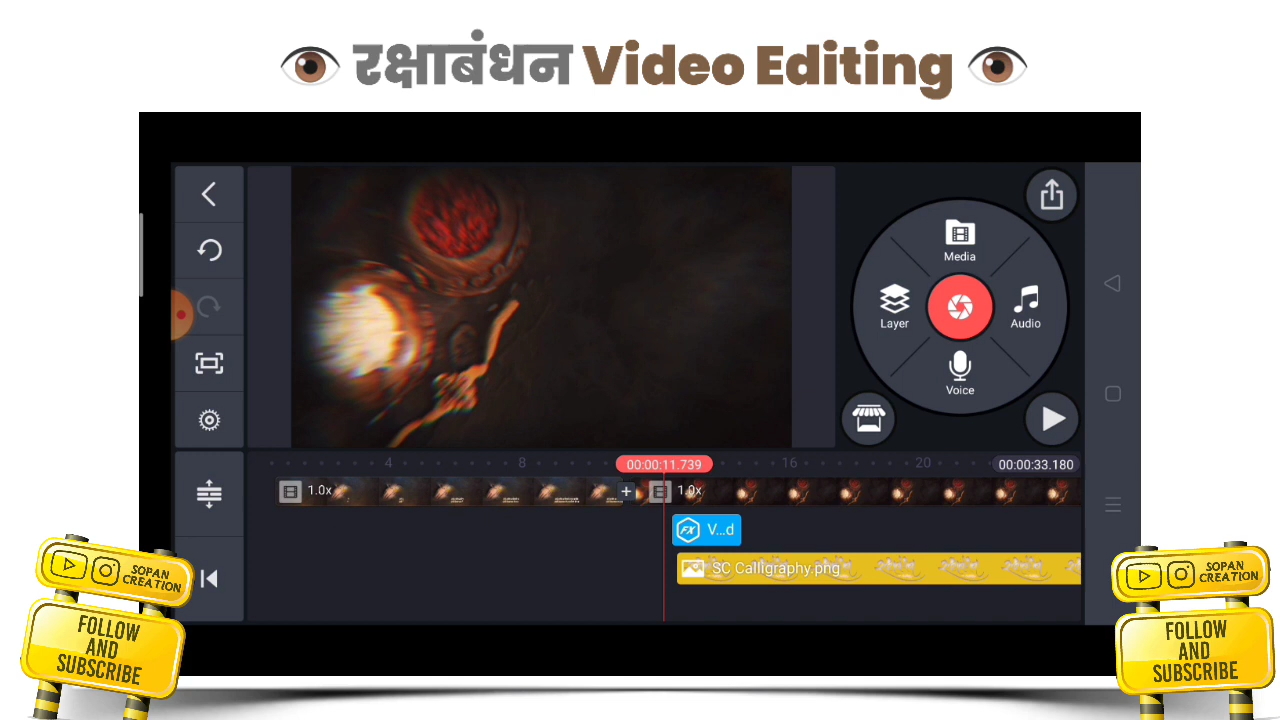 रक्षाबंधन Video Editing
Media
Layer
Audio
Voice
4
8
00:00:11.739
16
20
00:00:33.180
1.0x
1.0x
FX V...d
SC Calligraphy.png
SOPAN
CREATION
FOLLOW
AND
SUBSCRIBE
SOPAN
CREATION
FOLLOW
AND
SUBSCRIBE